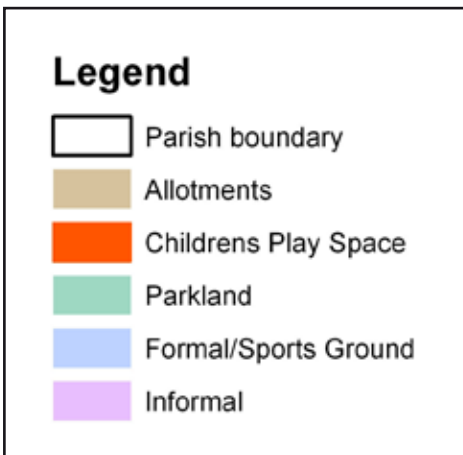 Legend
Parish boundary
Allotments
Childrens Play Space
Parkland
Formal/Sports Ground
Informal